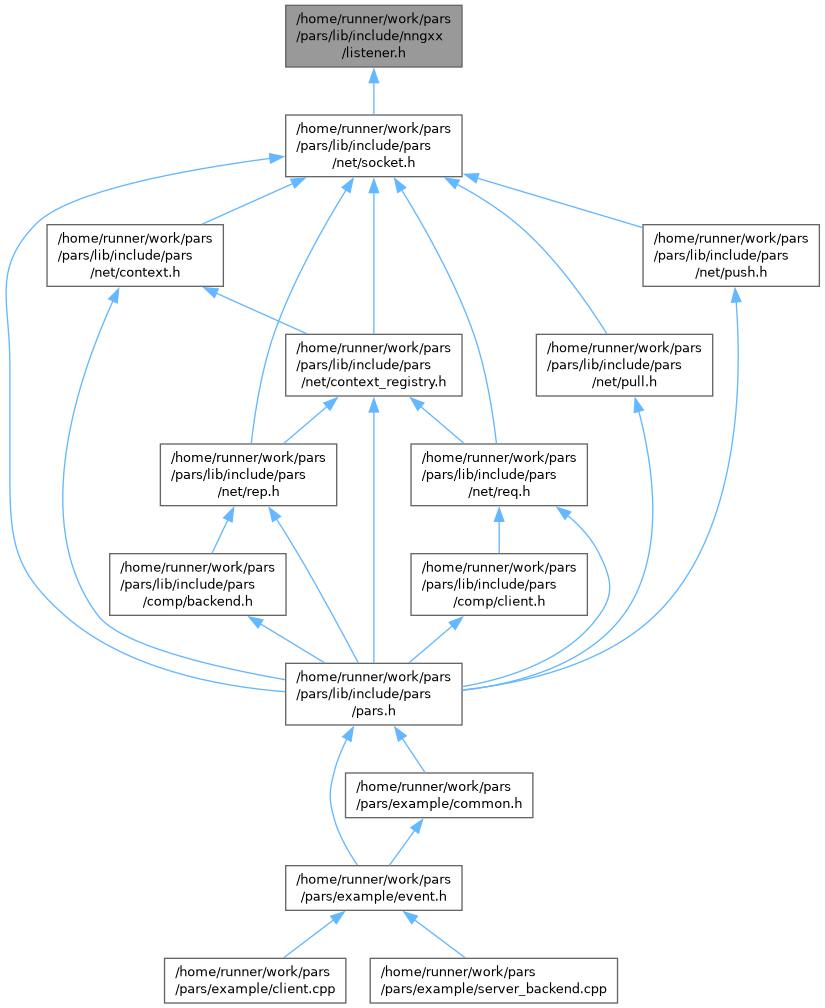 /home/runner/work/pars
/pars/lib/include/nngxx
/listener.h
/home/runner/work/pars
/pars/lib/include/pars
/net/socket.h
/home/runner/work/pars
/pars/lib/include/pars
/net/context.h
/home/runner/work/pars
/pars/lib/include/pars
/net/push.h
/home/runner/work/pars
/pars/lib/include/pars
/net/context_registry.h
/home/runner/work/pars
/pars/lib/include/pars
/net/pull.h
/home/runner/work/pars
/pars/lib/include/pars
/net/rep.h
/home/runner/work/pars
/pars/lib/include/pars
/net/req.h
/home/runner/work/pars
/pars/lib/include/pars
/comp/backend.h
/home/runner/work/pars
/pars/lib/include/pars
/comp/client.h
/home/runner/work/pars
/pars/lib/include/pars
/pars.h
/home/runner/work/pars
/pars/example/common.h
/home/runner/work/pars
/pars/example/event.h
/home/runner/work/pars
/pars/example/client.cpp
/home/runner/work/pars
/pars/example/server_backend.cpp